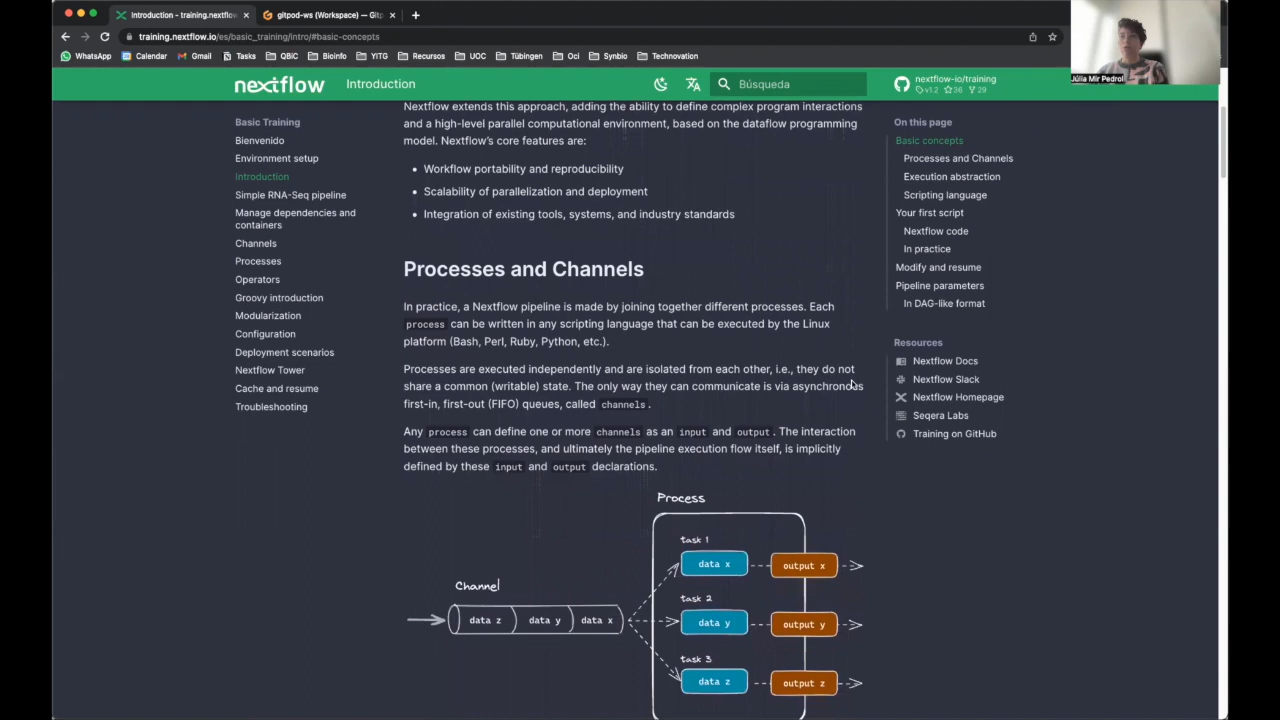 Introduction - training.nextflow
gitpod-ws (Workspace) — Gitp
training.nextflow.io/es/basic_training/intro/#basic-concepts
WhatsApp
Calendar
Gmail
Tasks
QBiC
Bioinfo
YITG
Recursos
UOC
Tübingen
Oci
Synbio
Technovation
Júlia Mir Pedrol
nextflow
Introduction
Búsqueda
nextflow-io/training
v1.2 36 29
Basic Training
Bienvenido
Environment setup
Introduction
Simple RNA-Seq pipeline
Manage dependencies and
containers
Channels
Processes
Operators
Groovy introduction
Modularization
Configuration
Deployment scenarios
Nextflow Tower
Cache and resume
Troubleshooting
Nextflow extends this approach, adding the ability to define complex program interactions
and a high-level parallel computational environment, based on the dataflow programming
model. Nextflow's core features are:
• Workflow portability and reproducibility
• Scalability of parallelization and deployment
• Integration of existing tools, systems, and industry standards
Processes and Channels
In practice, a Nextflow pipeline is made by joining together different processes. Each
process can be written in any scripting language that can be executed by the Linux
platform (Bash, Perl, Ruby, Python, etc.).
Processes are executed independently and are isolated from each other, i.e., they do not
share a common (writable) state. The only way they can communicate is via asynchronous
first-in, first-out (FIFO) queues, called channels.
Any process can define one or more channels as an input and output. The interaction
between these processes, and ultimately the pipeline execution flow itself, is implicitly
defined by these input and output declarations.
Process
task 1
data x
output x
Channel
data z
data y
data x
task 2
data y
output y
task 3
data z
output z
On this page
Basic concepts
Processes and Channels
Execution abstraction
Scripting language
Your first script
Nextflow code
In practice
Modify and resume
Pipeline parameters
In DAG-like format
Resources
Nextflow Docs
Nextflow Slack
Nextflow Homepage
Seqera Labs
Training on GitHub